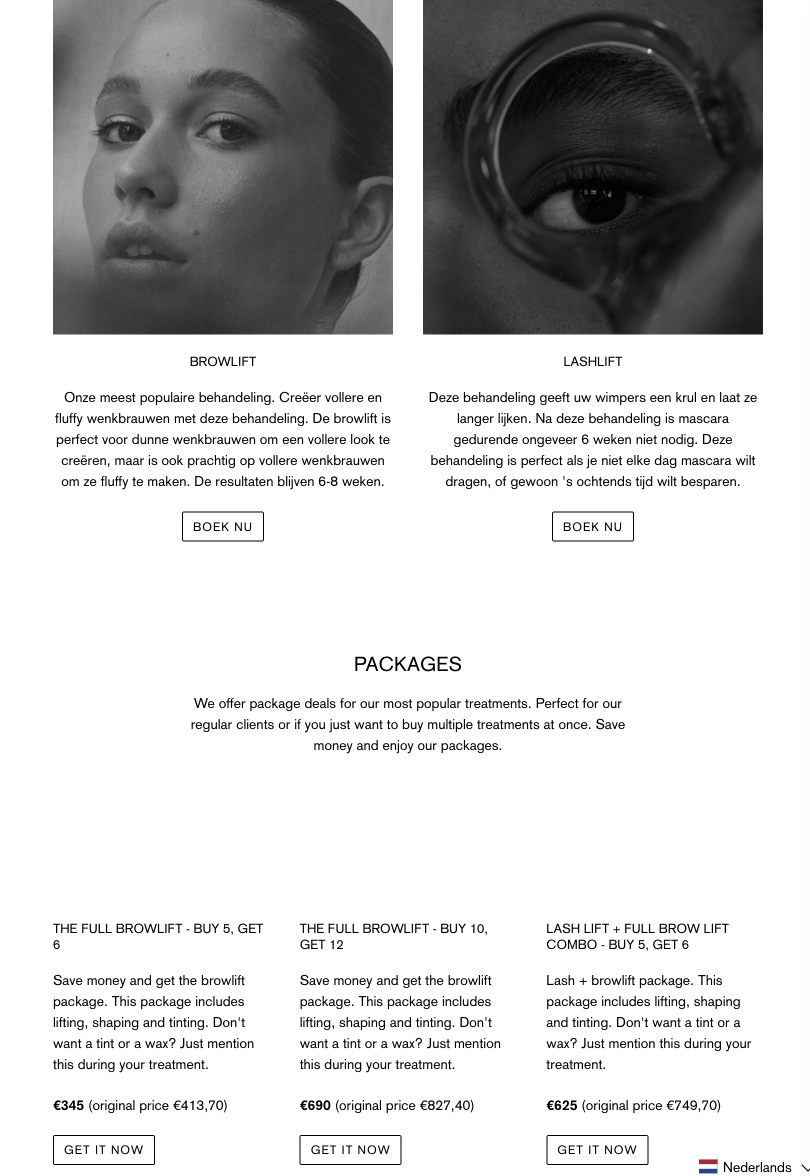 BROWLIFT
Onze meest populaire behandeling. Creëer vollere en
fluffy wenkbrauwen met deze behandeling. De browlift is
perfect voor dunne wenkbrauwen om een vollere look te
creëren, maar is ook prachtig op vollere wenkbrauwen
om ze fluffy te maken. De resultaten blijven 6-8 weken.
BOEK NU
LASHLIFT
Deze behandeling geeft uw wimpers een krul en laat ze
langer lijken. Na deze behandeling is mascara
gedurende ongeveer 6 weken niet nodig. Deze
behandeling is perfect als je niet elke dag mascara wilt
dragen, of gewoon 's ochtends tijd wilt besparen.
BOEK NU
PACKAGES
We offer package deals for our most popular treatments. Perfect for our
regular clients or if you just want to buy multiple treatments at once. Save
money and enjoy our packages.
THE FULL BROWLIFT - BUY 5, GET
6
Save money and get the browlift
package. This package includes
lifting, shaping and tinting. Don't
want a tint or a wax? Just mention
this during your treatment.
€345 (original price €413,70)
GET IT NOW
THE FULL BROWLIFT - BUY 10,
GET 12
Save money and get the browlift
package. This package includes
lifting, shaping and tinting. Don't
want a tint or a wax? Just mention
this during your treatment.
€690 (original price €827,40)
GET IT NOW
LASH LIFT + FULL BROW LIFT
COMBO - BUY 5, GET 6
Lash + browlift package. This
package includes lifting, shaping
and tinting. Don't want a tint or a
wax? Just mention this during your
treatment.
€625 (original price €749,70)
GET IT NOW
Nederlands